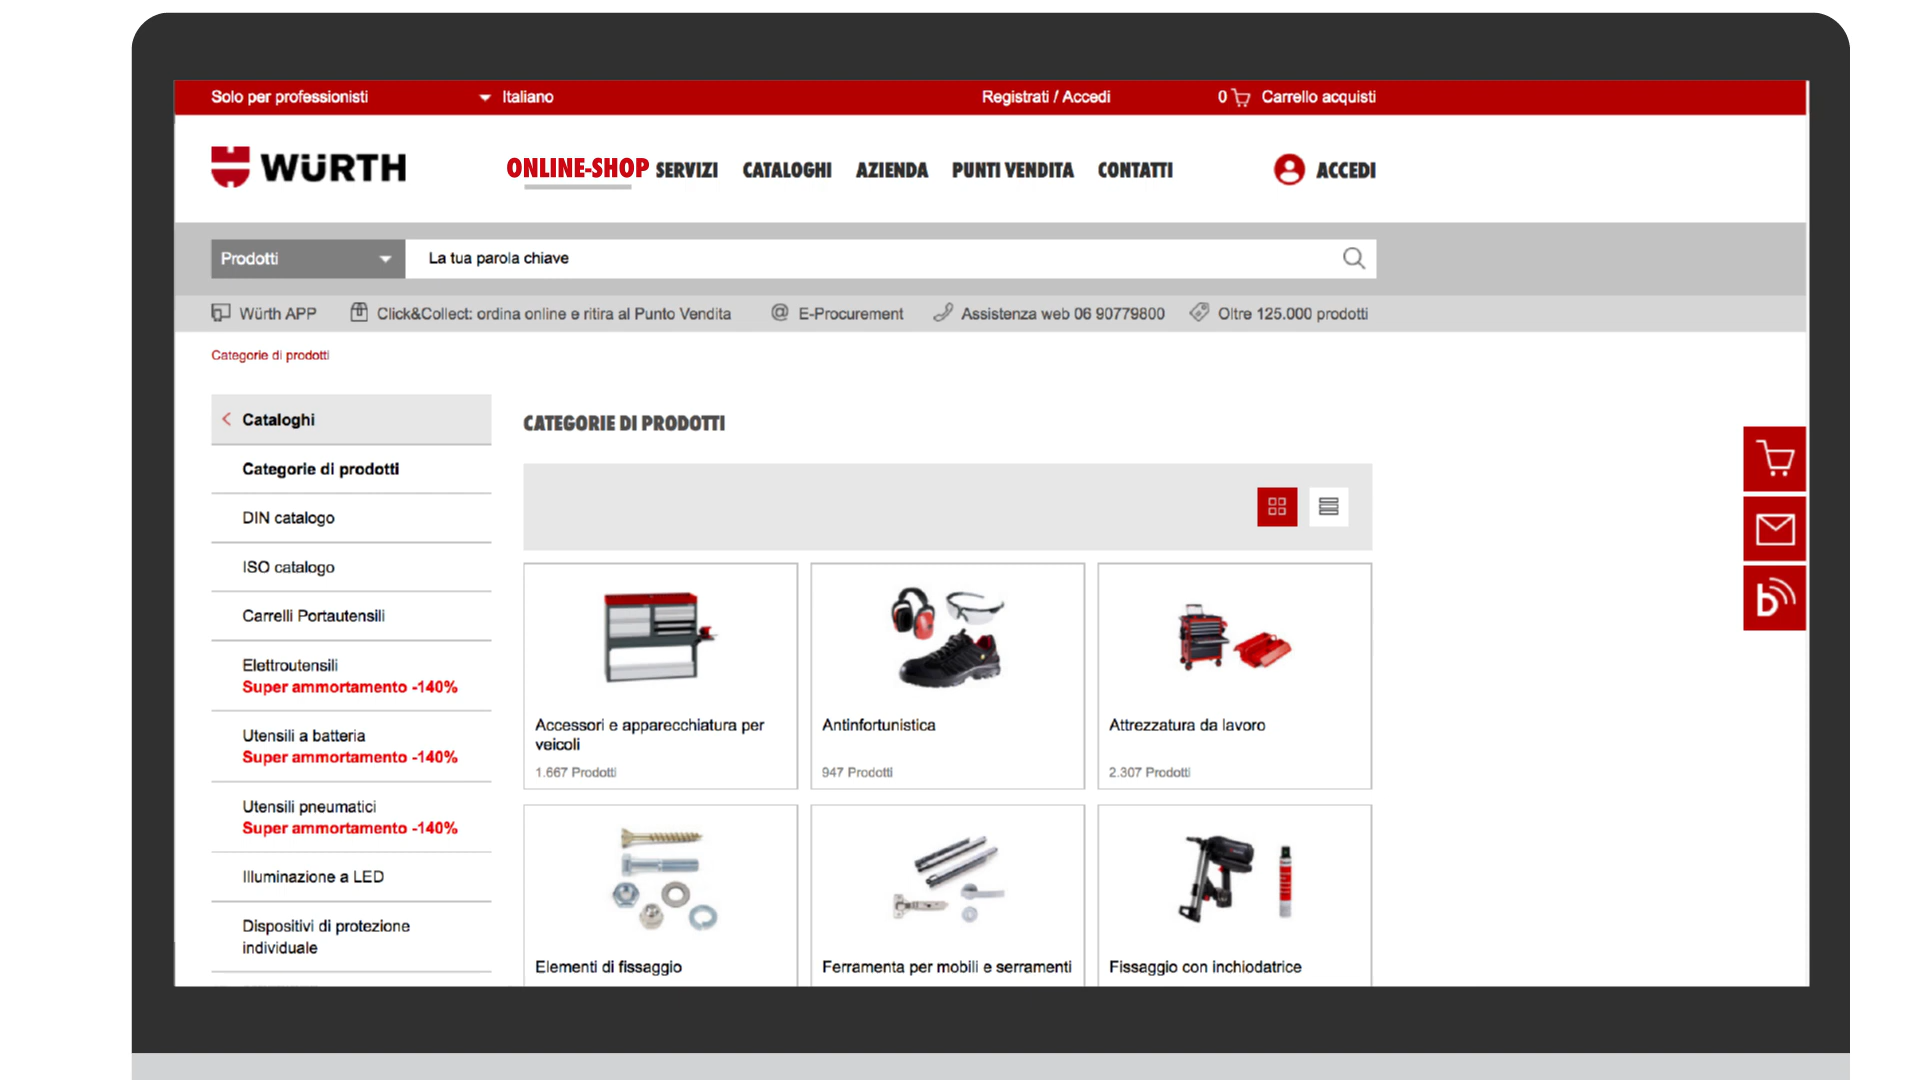 Solo per professionisti
Italiano
Registrati / Accedi
0
Carrello acquisti
WÜRTH
ONLINE-SHOP
SERVIZI
CATALOGHI
AZIENDA
PUNTI VENDITA
CONTATTI
ACCEDI
Prodotti
La tua parola chiave
Würth APP
Click&Collect: ordina online e ritira al Punto Vendita
@ E-Procurement
Assistenza web 06 90779800
Oltre 125.000 prodotti
Categorie di prodotti
Cataloghi
Categorie di prodotti
DIN catalogo
ISO catalogo
Carrelli Portautensili
Elettroutensili
Super ammortamento -140%
Utensili a batteria
Super ammortamento -140%
Utensili pneumatici
Super ammortamento -140%
Illuminazione a LED
Dispositivi di protezione
individuale
CATEGORIE DI PRODOTTI
Accessori e apparecchiatura per
veicoli
1.667 Prodotti
Antinfortunistica
947 Prodotti
Attrezzatura da lavoro
2.307 Prodotti
Elementi di fissaggio
Ferramenta per mobili e serramenti
Fissaggio con inchiodatrice
b